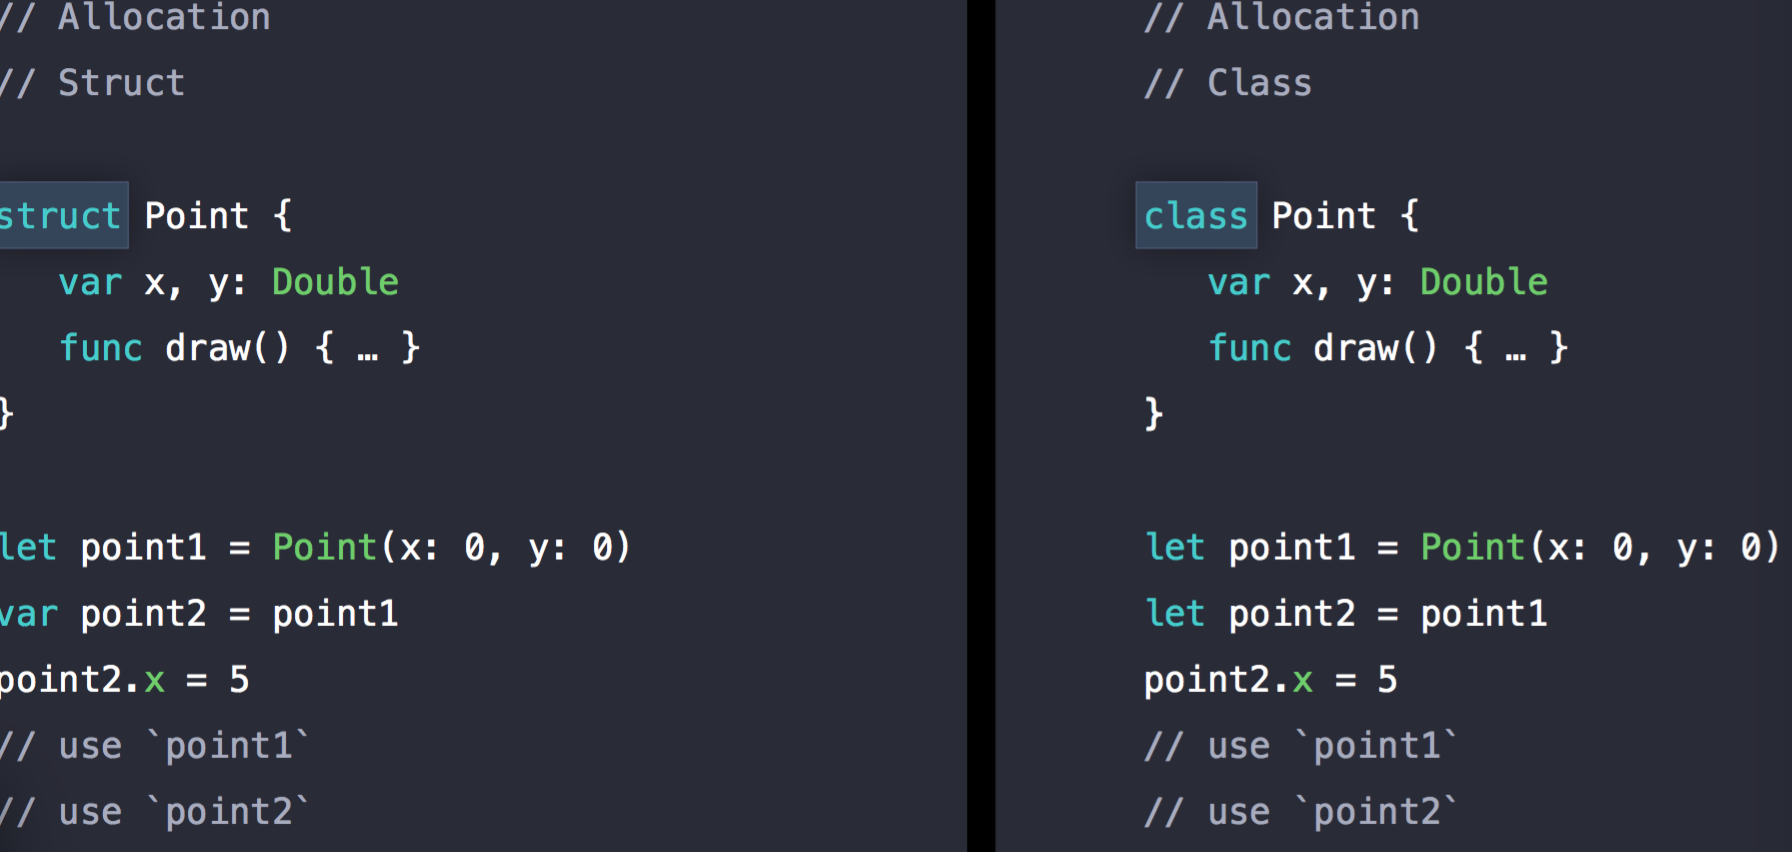 // Allocation
// Struct
struct Point {
var x, y: Double
func draw() { … }
}
let point1 = Point(x: 0, y: 0)
var point2 = point1
point2.x = 5
// use `point1`
// use `point2`
// Allocation
// Class
class Point {
var x, y: Double
func draw() { … }
}
let point1 = Point(x: 0, y: 0)
let point2 = point1
point2.x = 5
// use `point1`
// use `point2`